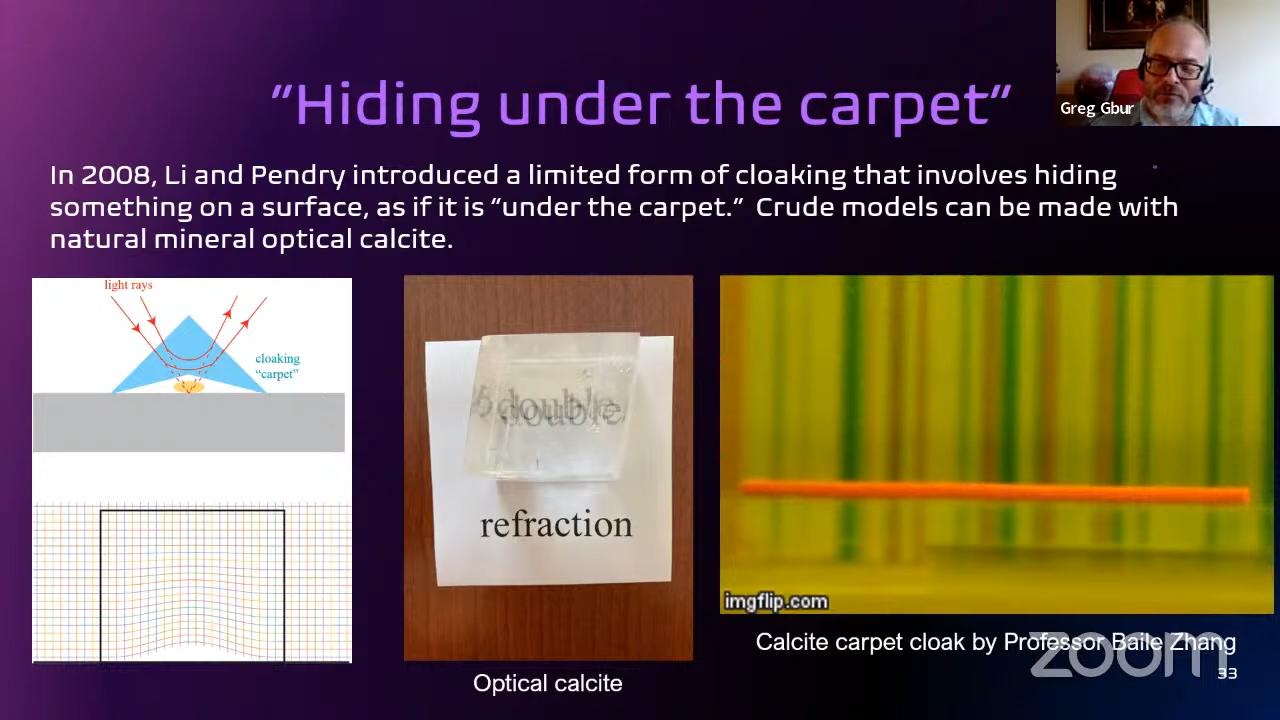 "Hiding under the carpet"
Greg Gbur
In 2008, Li and Pendry introduced a limited form of cloaking that involves hiding
something on a surface, as if it is "under the carpet." Crude models can be made with
natural mineral optical calcite.
light rays
cloaking
"carpet"
double
refraction
imgflip.com
Calcite carpet cloak by Professor Baile Zhang
zoom
33
Optical calcite